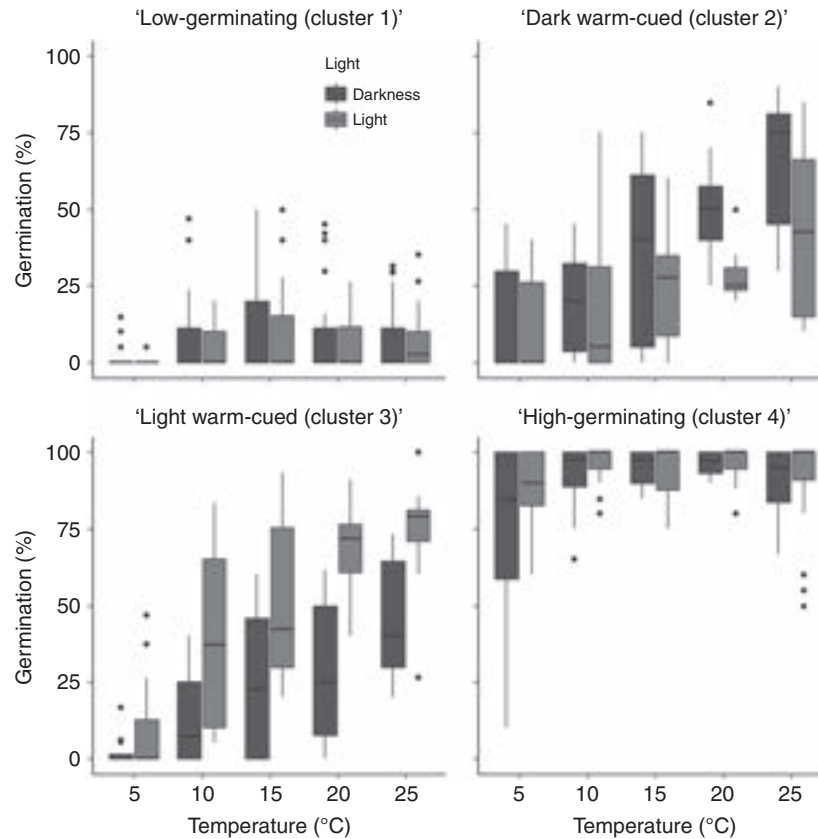 ‘Low-germinating (cluster 1)’
‘Dark warm-cued (cluster 2)’
Germination (%)
100
75
50
25
0
Light
Darkness
Light
‘Light warm-cued (cluster 3)’
‘High-germinating (cluster 4)’
Germination (%)
100
75
50
25
0
5 10 15 20 25
5 10 15 20 25
Temperature (°C)
Temperature (°C)